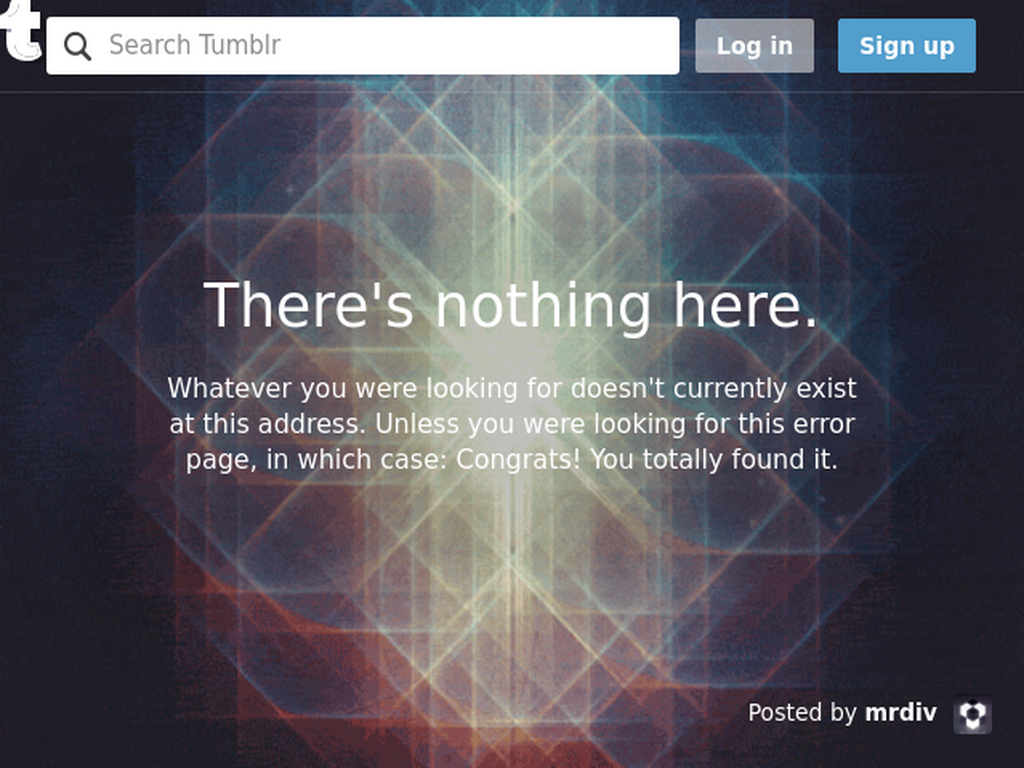 t
Search Tumblr
Log in
Sign up
There's nothing here.
Whatever you were looking for doesn't currently exist
at this address. Unless you were looking for this error
page, in which case: Congrats! You totally found it.
Posted by mrdiv